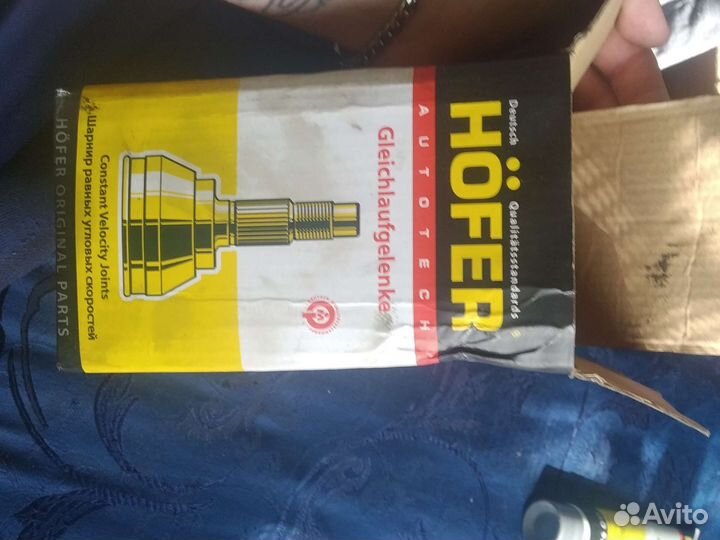 Deutsch Qualitätsstandards
HÖFER
AUTOTECH
Gleichlaufgelenke
Constant Velocity Joints
Шарнир равных угловых скоростей
HÖFER ORIGINAL PARTS
Avito